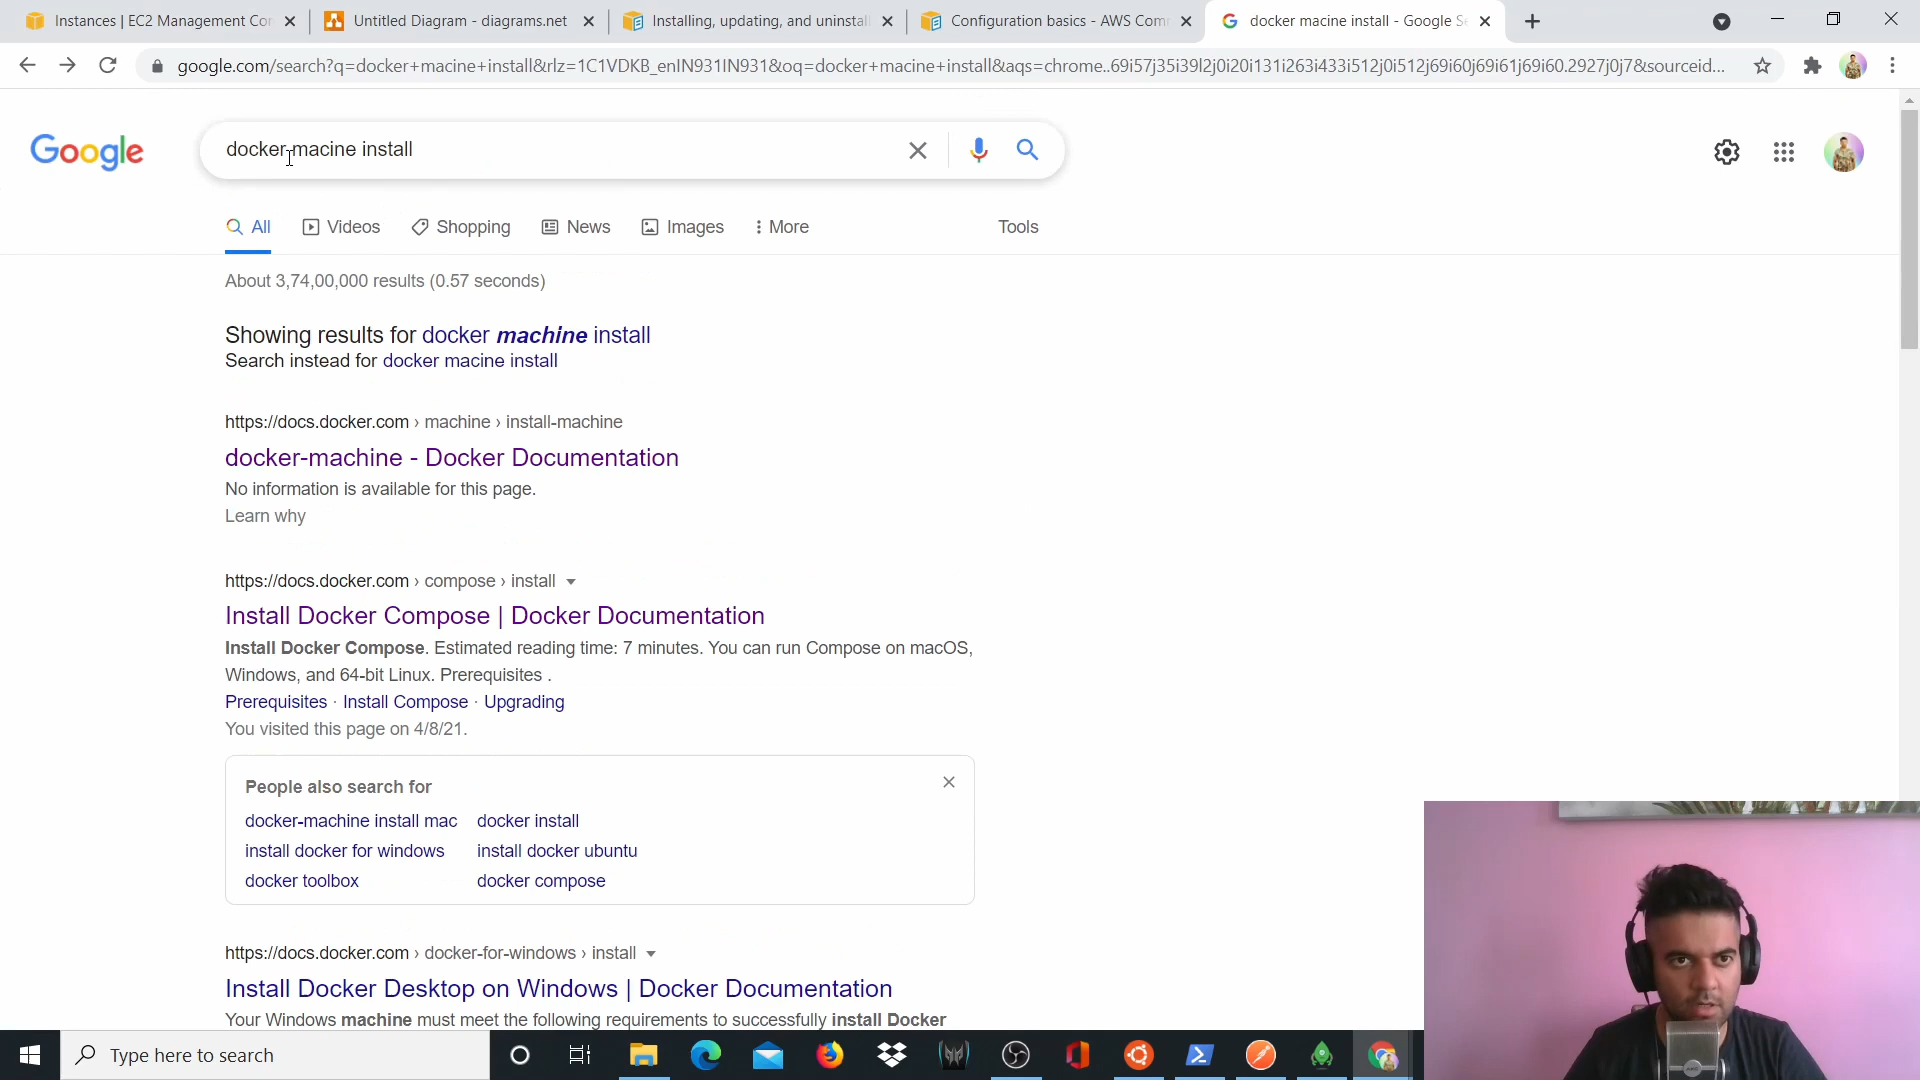 Instances | EC2 Management Con
Untitled Diagram - diagrams.net
Installing, updating, and uninstall
Configuration basics - AWS Com
docker macine install - Google Se
google.com/search?q=docker+macine+install&rlz=1C1VDKB_enIN931IN931&oq=docker+macine+install&aqs=chrome..69i57j35i39l2j0i20i131i263i433i512j0i512j69i60j69i61j69i60.2927j0j7&sourceid...
Google
docker macine install
All
Videos
Shopping
News
Images
More
Tools
About 3,74,00,000 results (0.57 seconds)
Showing results for docker machine install
Search instead for docker macine install
https://docs.docker.com › machine › install-machine
docker-machine - Docker Documentation
No information is available for this page.
Learn why
https://docs.docker.com › compose › install
Install Docker Compose | Docker Documentation
Install Docker Compose. Estimated reading time: 7 minutes. You can run Compose on macOS,
Windows, and 64-bit Linux. Prerequisites .
Prerequisites · Install Compose · Upgrading
You visited this page on 4/8/21.
People also search for
docker-machine install mac
docker install
install docker for windows
install docker ubuntu
docker toolbox
docker compose
https://docs.docker.com › docker-for-windows › install
Install Docker Desktop on Windows | Docker Documentation
Your Windows machine must meet the following requirements to successfully install Docker
Type here to search